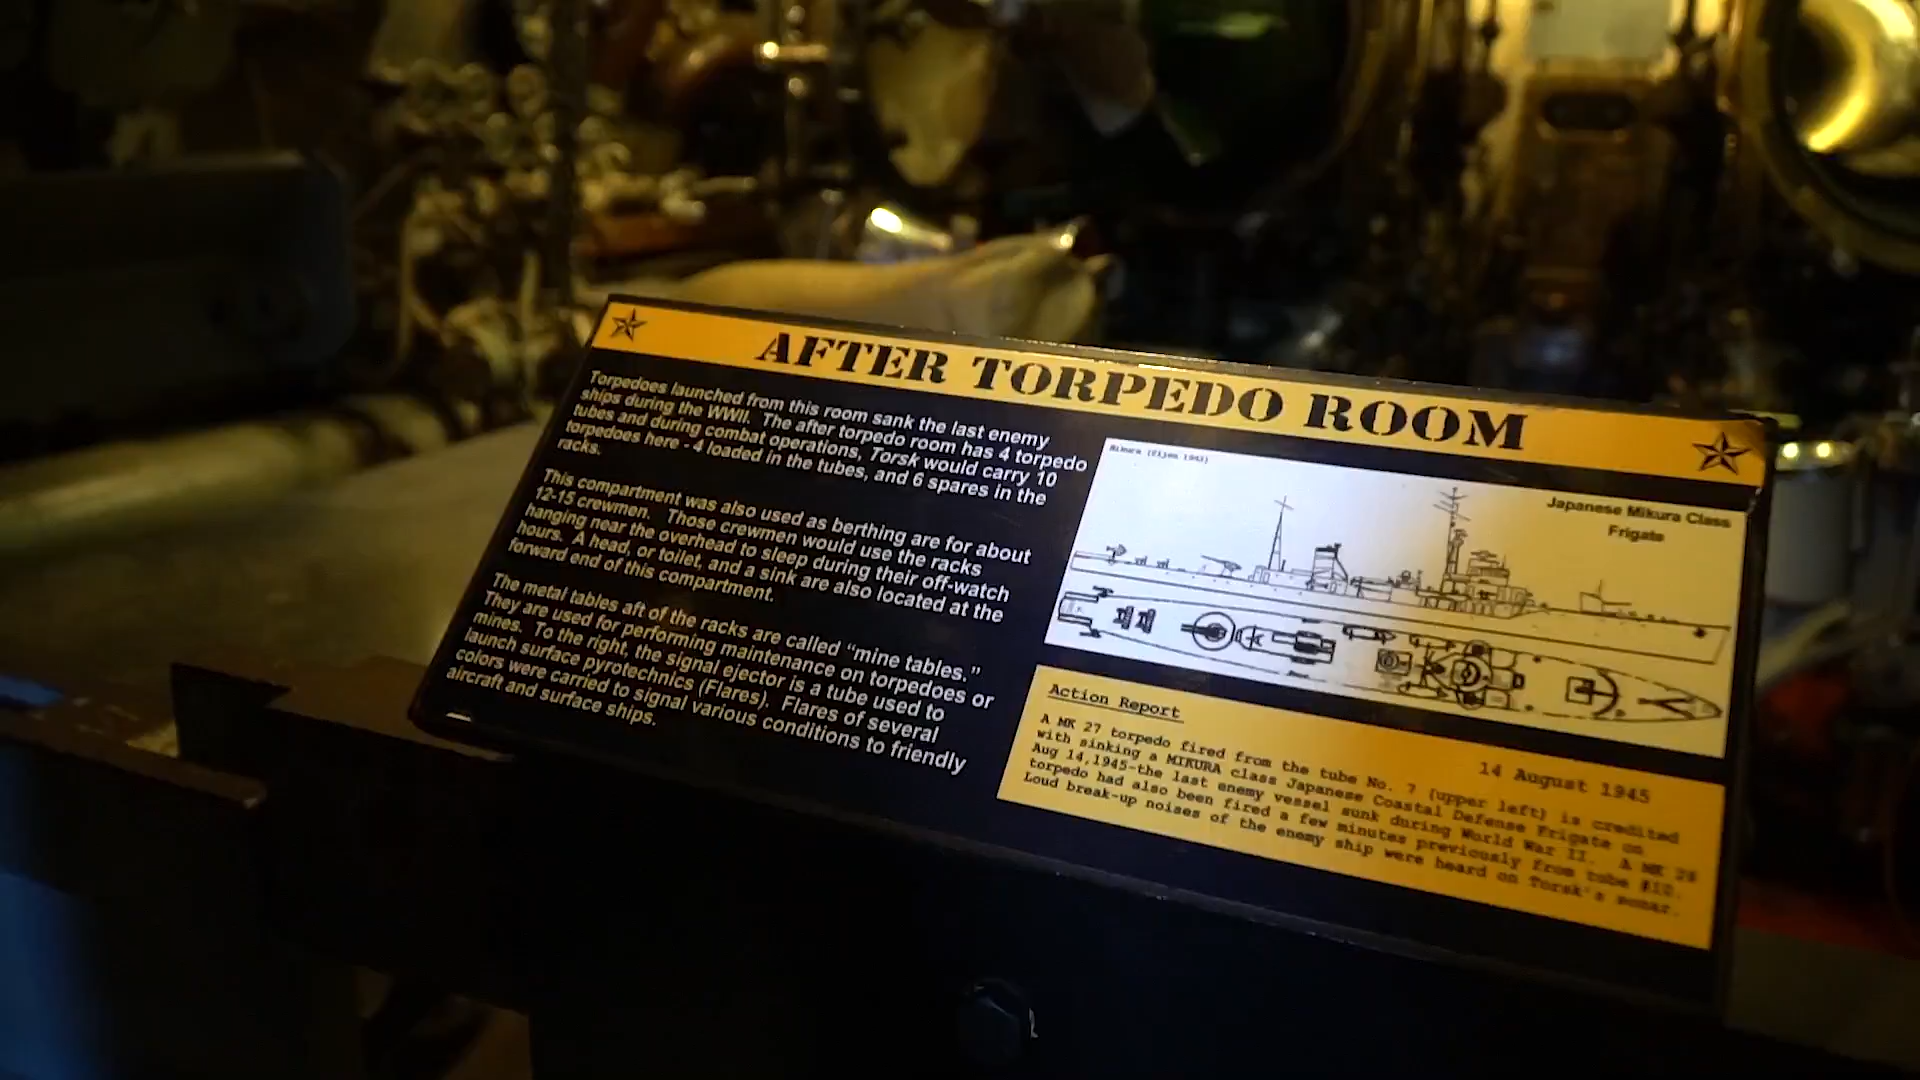 AFTER TORPEDO ROOM
Torpedoes launched from this room sank the last enemy
ships during the WWII. The after torpedo room has 4 torpedo
tubes and during combat operations, Torsk would carry 10
torpedoes here - 4 loaded in the tubes, and 6 spares in the
racks.
This compartment was also used as berthing are for about
12-15 crewmen. Those crewmen would use the racks
hanging near the overhead to sleep during their off-watch
hours. A head, or toilet, and a sink are also located at the
forward end of this compartment.
The metal tables aft of the racks are called “mine tables.”
They are used for performing maintenance on torpedoes or
mines. To the right, the signal ejector is a tube used to
launch surface pyrotechnics (Flares). Flares of several
colors were carried to signal various conditions to friendly
aircraft and surface ships.
Mikura
Japanese Mikura Class
Frigate
Action Report
14 August 1945
A MK 27 torpedo fired from the tube No. 7 (upper left) is credited
with sinking a MIKURA class Japanese Coastal Defense Frigate on
Aug 14,1945-the last enemy vessel sunk during World War II. A MK 28
torpedo had also been fired a few minutes previously from tube #10.
Loud break-up noises of the enemy ship were heard on Torsk's sonar.